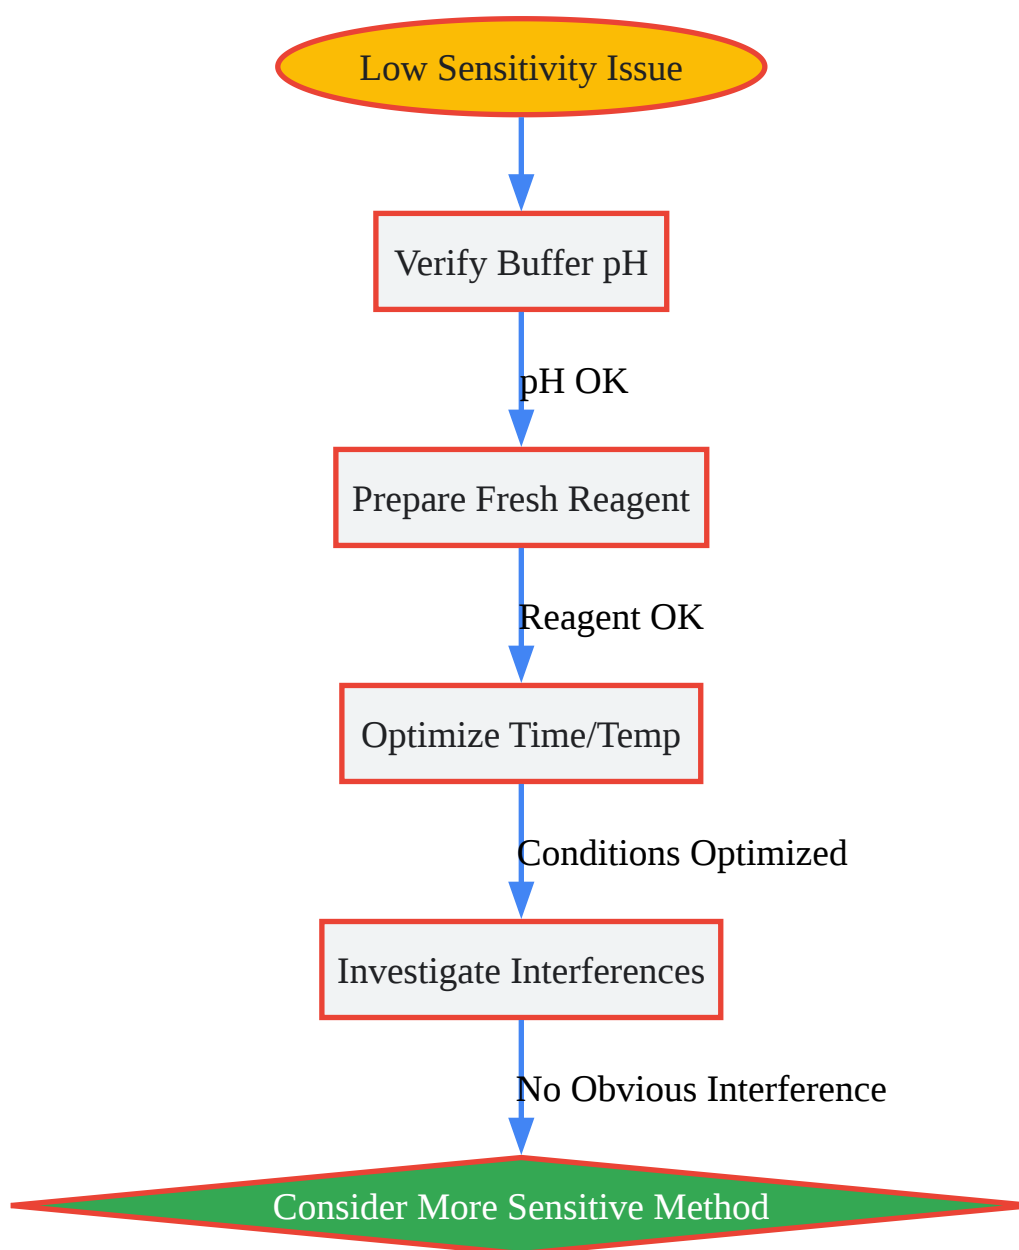 Low Sensitivity Issue
Verify Buffer pH
pH OK
Prepare Fresh Reagent
Reagent OK
Optimize Time/Temp
Conditions Optimized
Investigate Interferences
No Obvious Interference
Consider More Sensitive Method